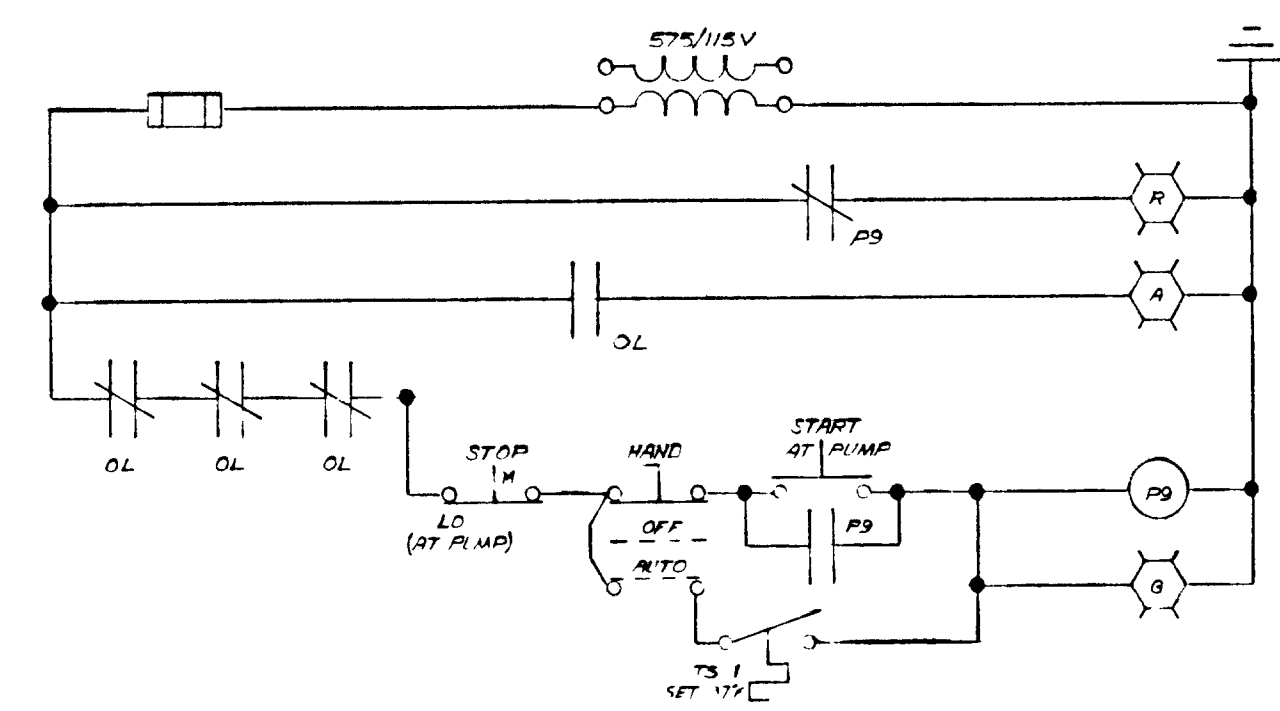 575/115V
R
P9
A
OL
OL
OL
OL
STOP
HAND
START
AT PUMP
LO
(AT PUMP)
OFF
P9
P9
AUTO
G
TS 1
SET